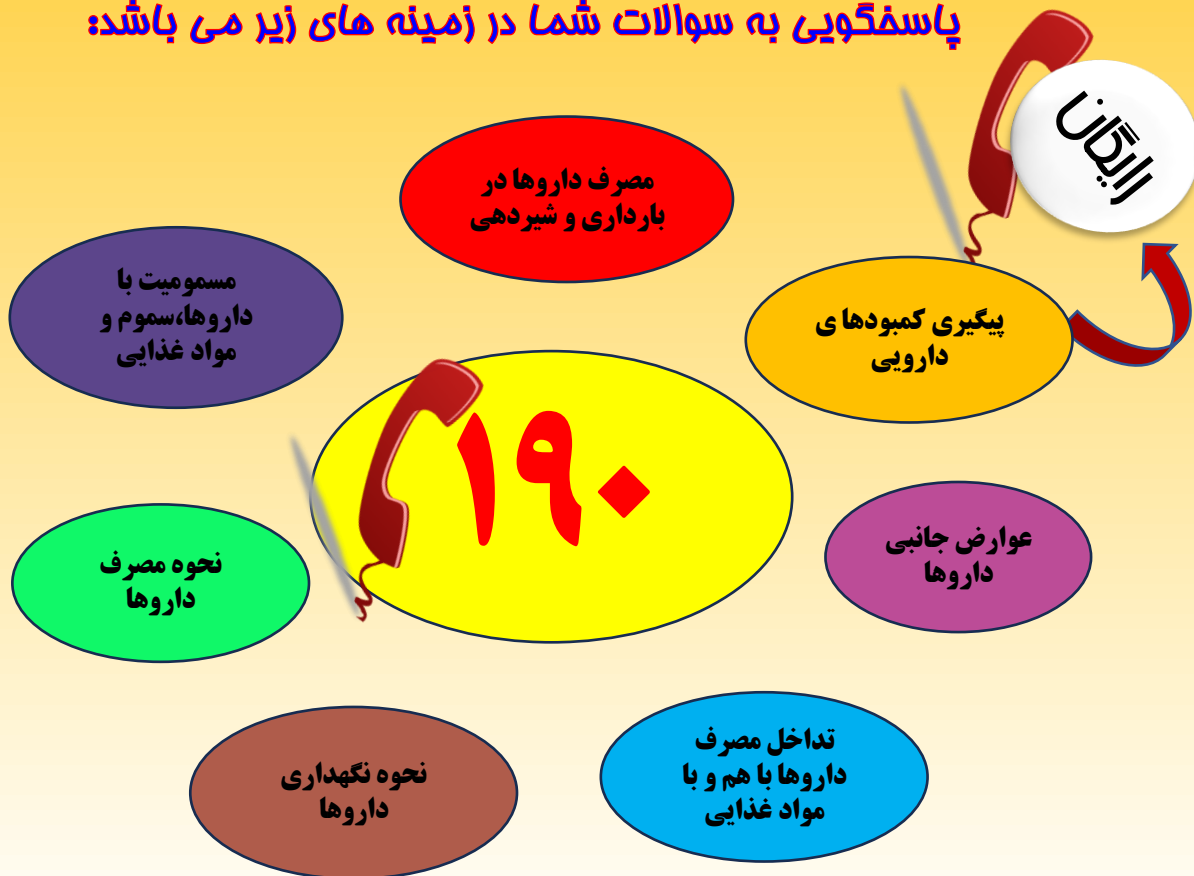 پاسخگویی به سوالات شما در زمینه های زیر می باشد:
رایگان
مصرف داروها در
بارداری و شیردهی
پیگیری کمبودها ی
دارویی
مسمومیت با
داروها،سموم و
مواد غذایی
۱۹۰
عوارض جانبی
داروها
نحوه مصرف
داروها
تداخل مصرف
داروها با هم و با
مواد غذایی
نحوه نگهداری
داروها